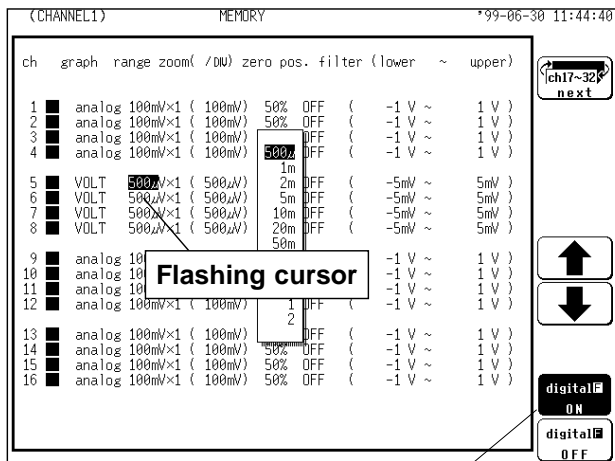 (CHANNEL1) MEMORY '99-06-30 11:44:40
ch graph range zoom( /DIV) zero pos. filter (lower ~ upper)
1 analog 100mV×1 ( 100mV) 50% OFF ( -1 V ~ 1 V )
2 analog 100mV×1 ( 100mV) 50% OFF ( -1 V ~ 1 V )
3 analog 100mV×1 ( 100mV) OFF ( -1 V ~ 1 V )
4 analog 100mV×1 ( 100mV) OFF ( -1 V ~ 1 V )
5 VOLT 500μV×1 ( 500μV) OFF ( -5mV ~ 5mV )
6 VOLT 500μV×1 ( 500μV) OFF ( -5mV ~ 5mV )
7 VOLT 500μV×1 ( 500μV) OFF ( -5mV ~ 5mV )
8 VOLT 500μV×1 ( 500μV) OFF ( -5mV ~ 5mV )
9 analog ( -1 V ~ 1 V )
10 analog ( -1 V ~ 1 V )
11 analog ( -1 V ~ 1 V )
12 analog 100mV×1 ( 100mV) OFF ( -1 V ~ 1 V )
13 analog 100mV×1 ( 100mV) OFF ( -1 V ~ 1 V )
14 analog 100mV×1 ( 100mV) 50% OFF ( -1 V ~ 1 V )
15 analog 100mV×1 ( 100mV) 50% OFF ( -1 V ~ 1 V )
16 analog 100mV×1 ( 100mV) 50% OFF ( -1 V ~ 1 V )
500μ
1m
2m
5m
10m
20m
50m
1
2
Flashing cursor
ch17~32
next
digitalF
ON
digitalF
OFF